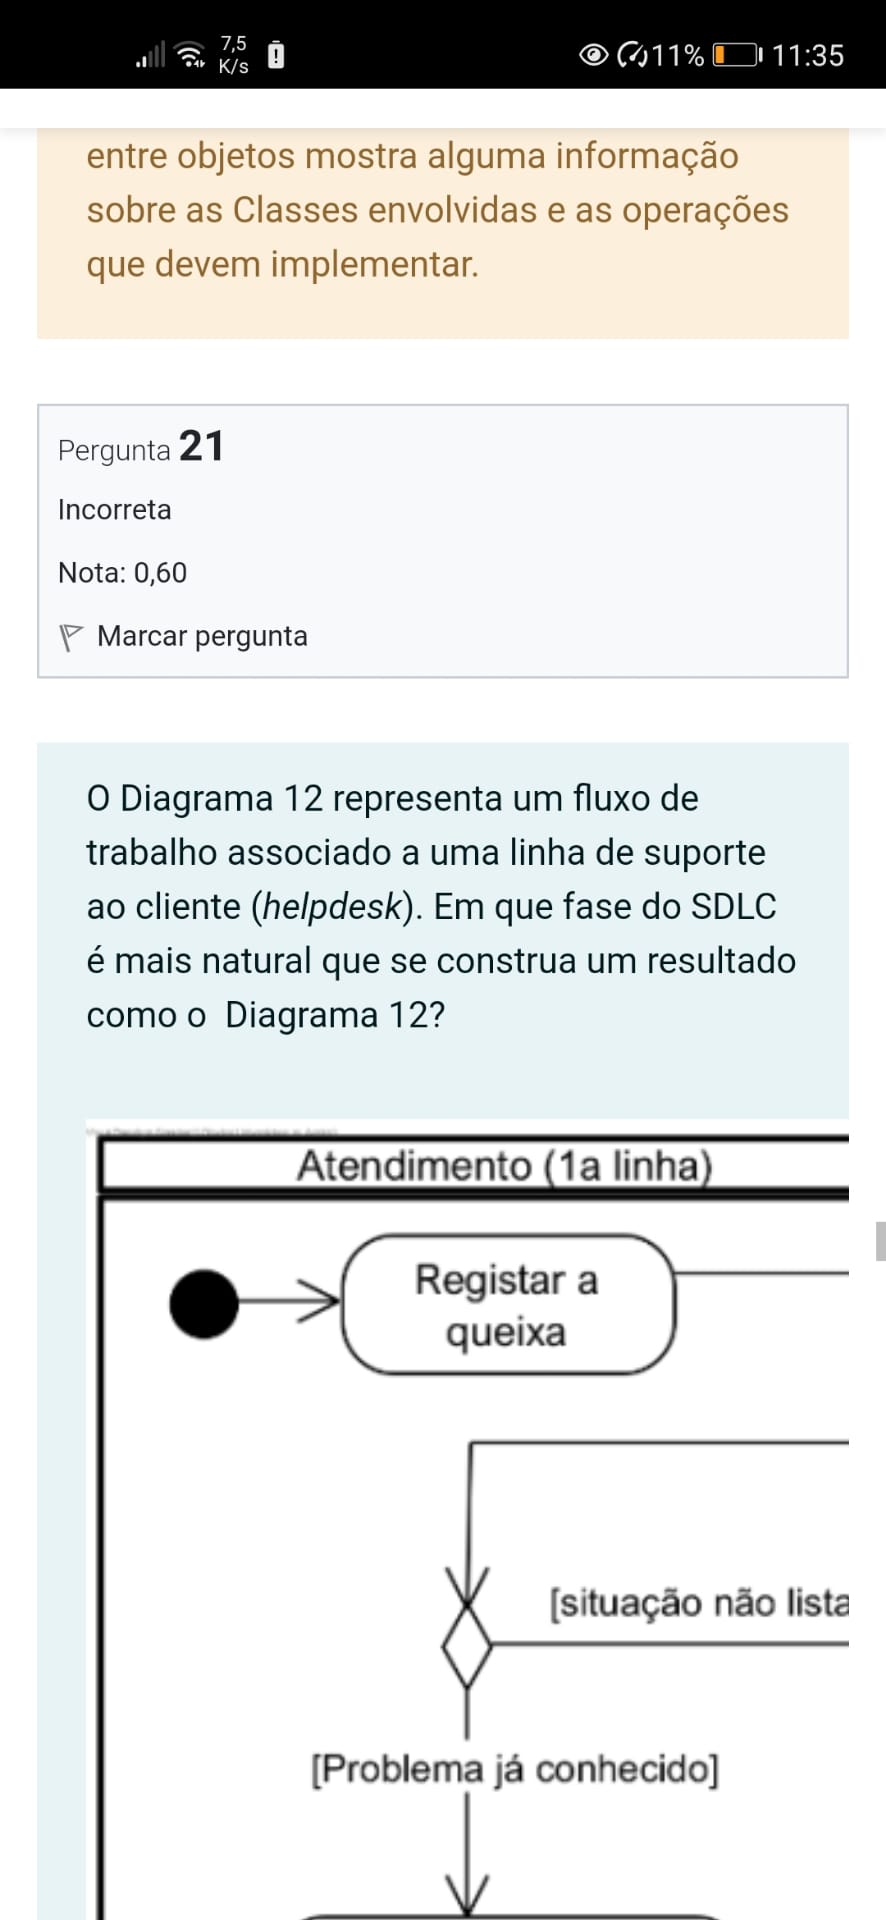 7,5
K/s
11%
11:35
entre objetos mostra alguma informação
sobre as Classes envolvidas e as operações
que devem implementar.
Pergunta 21
Incorreta
Nota: 0,60
Marcar pergunta
O Diagrama 12 representa um fluxo de
trabalho associado a uma linha de suporte
ao cliente (helpdesk). Em que fase do SDLC
é mais natural que se construa um resultado
como o Diagrama 12?
Atendimento (1a linha)
Registar a
queixa
[situação não lista
[Problema já conhecido]